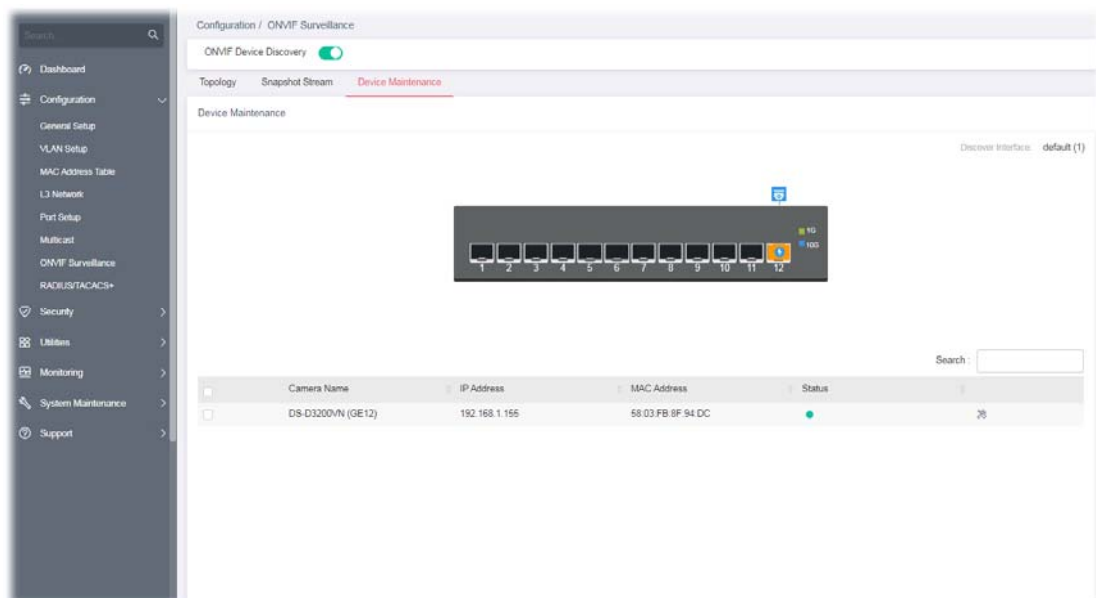 Search...
Dashboard
Configuration
General Setup
VLAN Setup
MAC Address Table
L3 Network
Port Setup
Multicast
ONVIF Surveillance
RADIUS/TACACS+
Security
Utilities
Monitoring
System Maintenance
Support
Configuration / ONVIF Surveillance
ONVIF Device Discovery
Topology Snapshot Stream Device Maintenance
Device Maintenance
Discover Interface default (1)
1G
10G
1 2 3 4 5 6 7 8 9 10 11 12
Search :
Camera Name IP Address MAC Address Status
DS-D3200VN (GE12) 192.168.1.155 58:03:FB:8F:94:DC